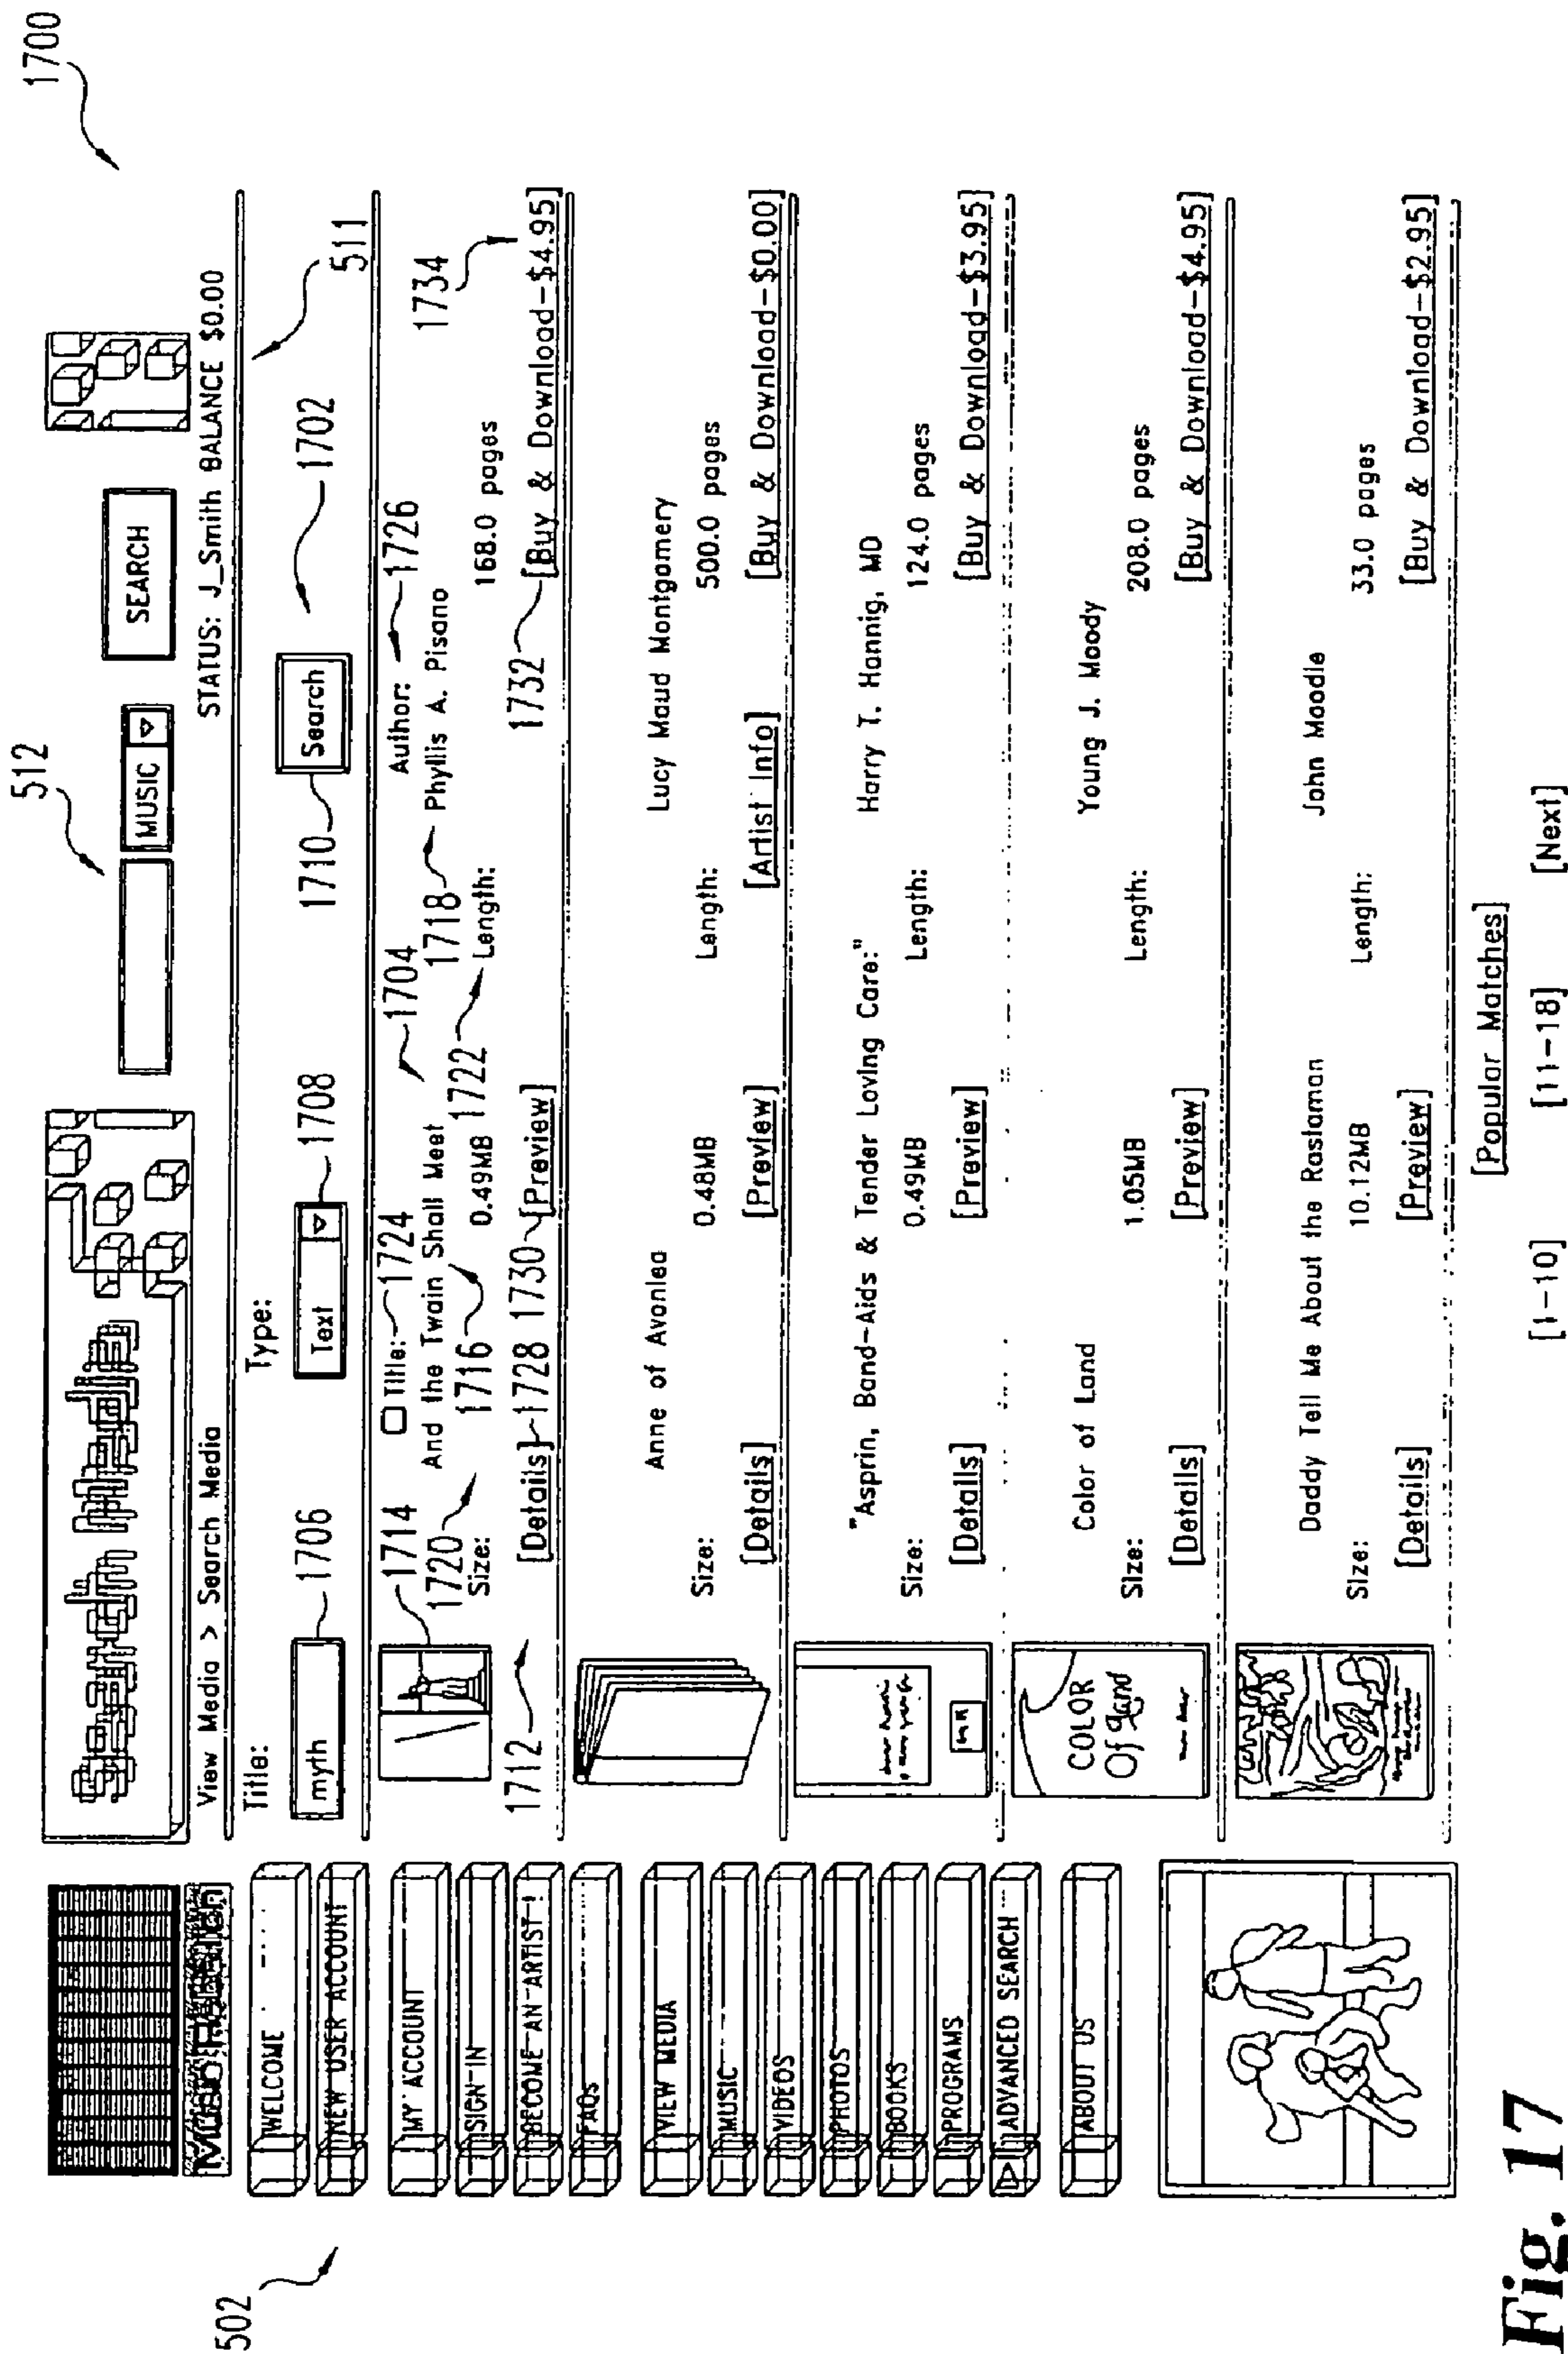 1700
512
SEARCH
MUSIC
Search Media
STATUS: J_Smith BALANCE $0.00
View Media > Search Media
511
Title:
Type:
1702
myth
1706
Text
1708
1710
Search
1714
Title:
1724
1704
Author:
1726
And the Twain Shall Meet
1718
Phyllis A. Pisano
1734
1720
Size:
1716
0.49MB
1722
Length:
168.0 pages
1712
[Details]
1728
1730
[Preview]
1732
[Buy & Download-$4.95]
Anne of Avonlea
Lucy Maud Montgomery
Size:
0.48MB
Length:
500.0 pages
[Details]
[Preview]
[Artist Info]
[Buy & Download-$0.00]
"Asprin, Band-Aids & Tender Loving Care:"
Harry T. Hannig, MD
Size:
0.49MB
Length:
124.0 pages
[Details]
[Preview]
[Buy & Download-$3.95]
COLOR
Of Land
Color of Land
Young J. Moody
Size:
1.05MB
Length:
208.0 pages
[Details]
[Preview]
[Buy & Download-$4.95]
Daddy Tell Me About the Rastaman
John Moodie
Size:
10.12MB
Length:
33.0 pages
[Details]
[Preview]
[Buy & Download-$2.95]
[Popular Matches]
[1-10]
[11-18]
[Next]
502
WELCOME
NEW USER ACCOUNT
MY ACCOUNT
SIGN-IN
BECOME AN ARTIST!
FAQs
VIEW MEDIA
MUSIC
VIDEOS
PHOTOS
BOOKS
PROGRAMS
ADVANCED SEARCH
ABOUT US
Fig. 17